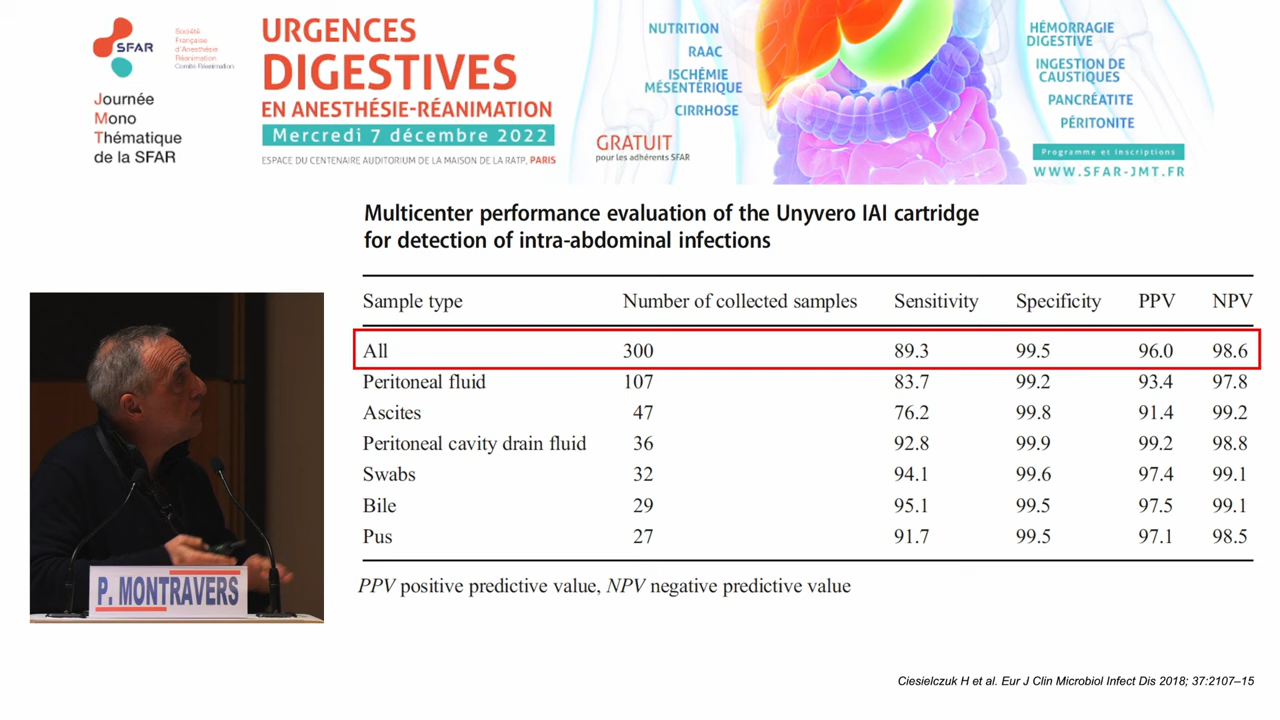 SFAR
Société
Française
d'Anesthésie
Réanimation
Comité Réanimation
Journée
Mono
Thématique
de la SFAR
URGENCES
DIGESTIVES
EN ANESTHÉSIE-RÉANIMATION
Mercredi 7 décembre 2022
ESPACE DU CENTENAIRE AUDITORIUM DE LA MAISON DE LA RATP, PARIS
NUTRITION
RAAC
ISCHÉMIE
MÉSENTÉRIQUE
CIRRHOSE
GRATUIT
pour les adhérents SFAR
HÉMORRAGIE
DIGESTIVE
INGESTION DE
CAUSTIQUES
PANCRÉATITE
PÉRITONITE
Programme et inscriptions
WWW.SFAR-JMT.FR
Multicenter performance evaluation of the Unyvero IAI cartridge
for detection of intra-abdominal infections
Sample type Number of collected samples Sensitivity Specificity PPV NPV
All 300 89.3 99.5 96.0 98.6
Peritoneal fluid 107 83.7 99.2 93.4 97.8
Ascites 47 76.2 99.8 91.4 99.2
Peritoneal cavity drain fluid 36 92.8 99.9 99.2 98.8
Swabs 32 94.1 99.6 97.4 99.1
Bile 29 95.1 99.5 97.5 99.1
Pus 27 91.7 99.5 97.1 98.5
PPV positive predictive value, NPV negative predictive value
P. MONTRAVERS
Ciesielczuk H et al. Eur J Clin Microbiol Infect Dis 2018; 37:2107–15